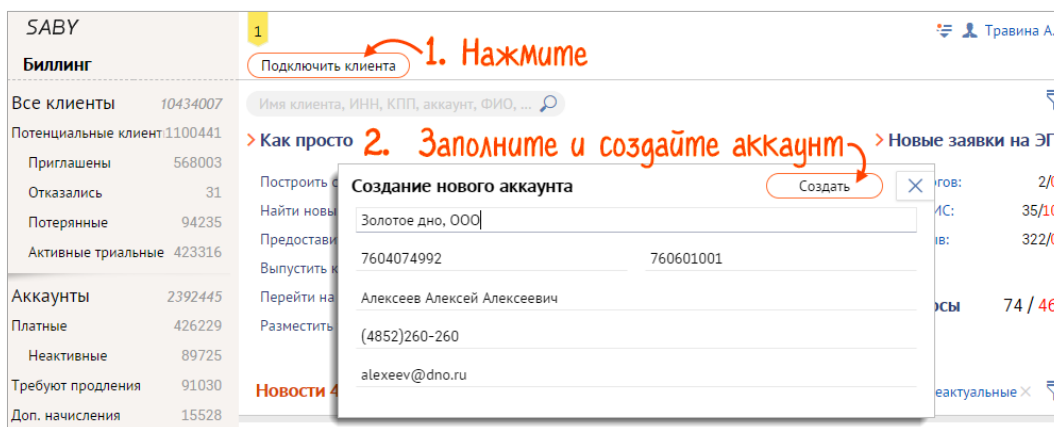 SABY
1
Травина А.
Биллинг
Подключить клиента
1. Нажмите
Все клиенты 10434007
Имя клиента, ИНН, КПП, аккаунт, ФИО, ...
Потенциальные клиент 1100441
Как просто
2. Заполните и создайте аккаунт
Новые заявки на ЭП
Приглашены 568003
Отказались 31
Потерянные 94235
Активные триальные 423316
Аккаунты 2392445
Платные 426229
Неактивные 89725
Требуют продления 91030
Доп. начисления 15528
Построить
Найти новы
Предостави
Выпустить к
Перейти на
Разместить
Новости 4
Создание нового аккаунта
Создать
Золотое дно, ООО
7604074992 760601001
Алексеев Алексей Алексеевич
(4852)260-260
alexeev@dno.ru
гов: 2/0
ИС: 35/10
ів: 322/0
осы 74 / 46
еактуальные